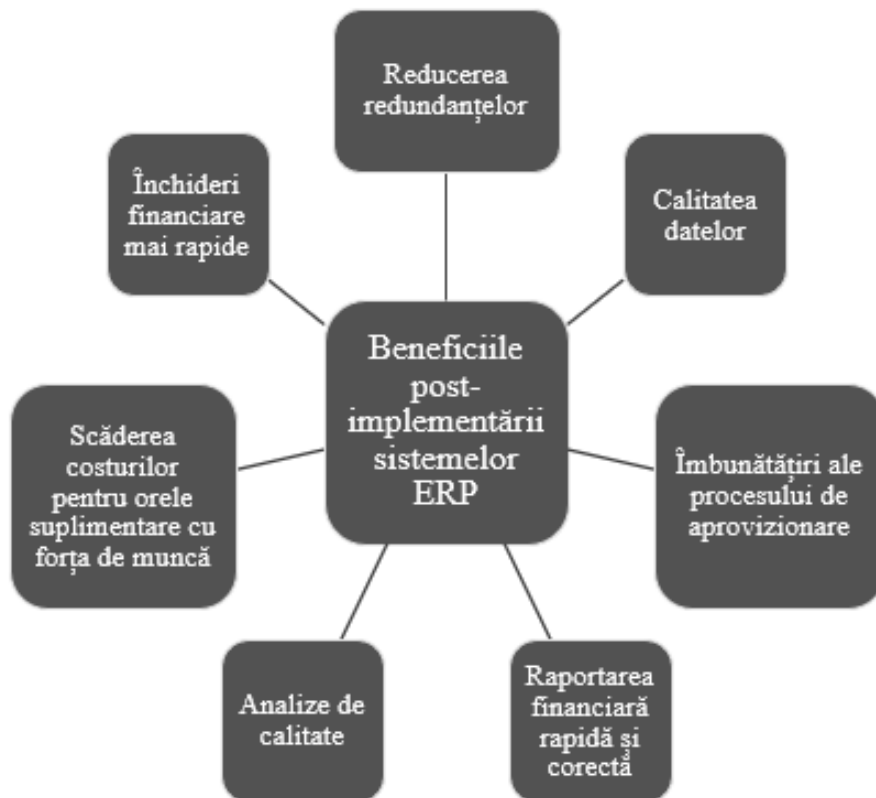 Reducerea
redundanțelor
Închideri
financiare
mai rapide
Calitatea
datelor
Beneficiile
post-
implementării
sistemelor
ERP
Scăderea
costurilor
pentru orele
suplimentare cu
forța de muncă
Îmbunătățiri ale
procesului de
aprovizionare
Analize de
calitate
Raportarea
financiară
rapidă și
corectă